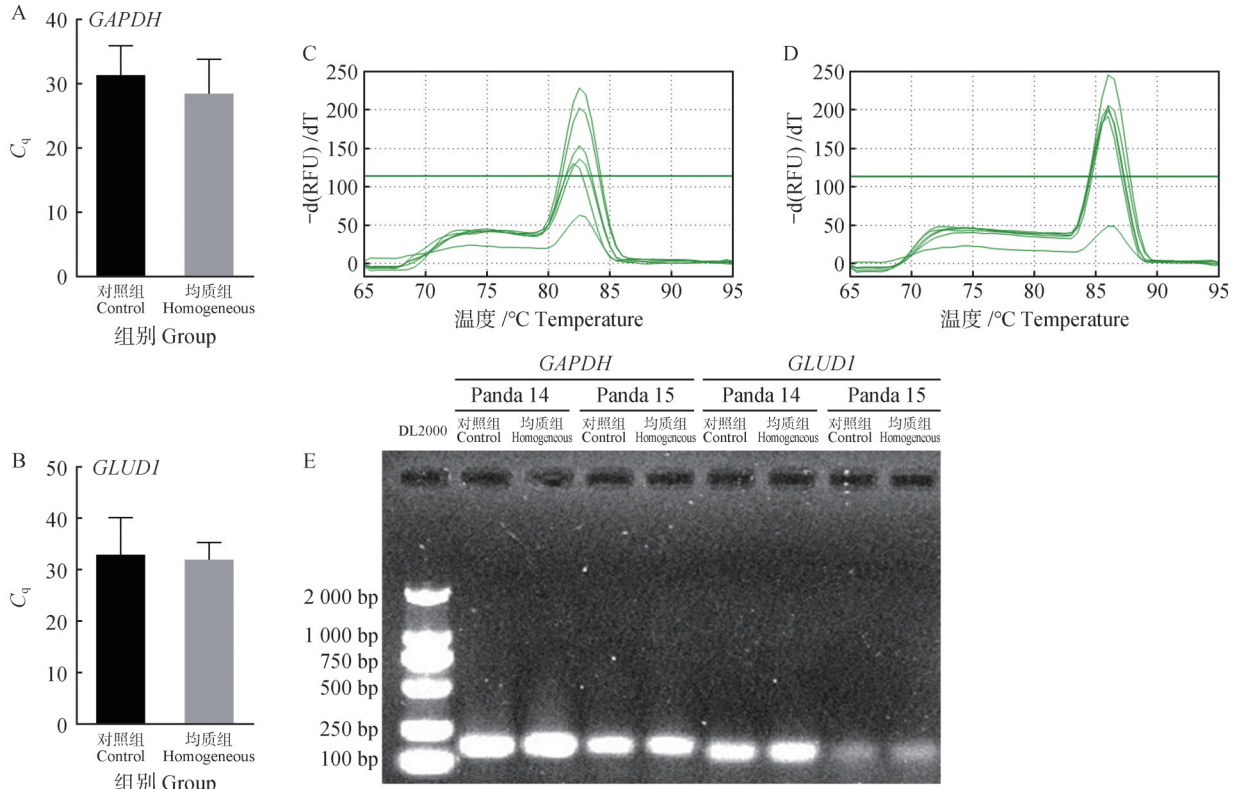 A
GAPDH
40
30
20
10
0
Cq
对照组
Control
均质组
Homogeneous
组别 Group
C
250
200
150
100
50
0
−d(RFU) /dT
65 70 75 80 85 90 95
温度 /°C Temperature
D
250
200
150
100
50
0
−d(RFU) /dT
65 70 75 80 85 90 95
温度 /°C Temperature
B
GLUD1
50
40
30
20
10
0
Cq
对照组
Control
均质组
Homogeneous
组别 Group
E
GAPDH GLUD1
Panda 14 Panda 15 Panda 14 Panda 15
对照组 均质组 对照组 均质组 对照组 均质组 对照组 均质组
DL2000 Control Homogeneous Control Homogeneous Control Homogeneous Control Homogeneous
2 000 bp
1 000 bp
750 bp
500 bp
250 bp
100 bp